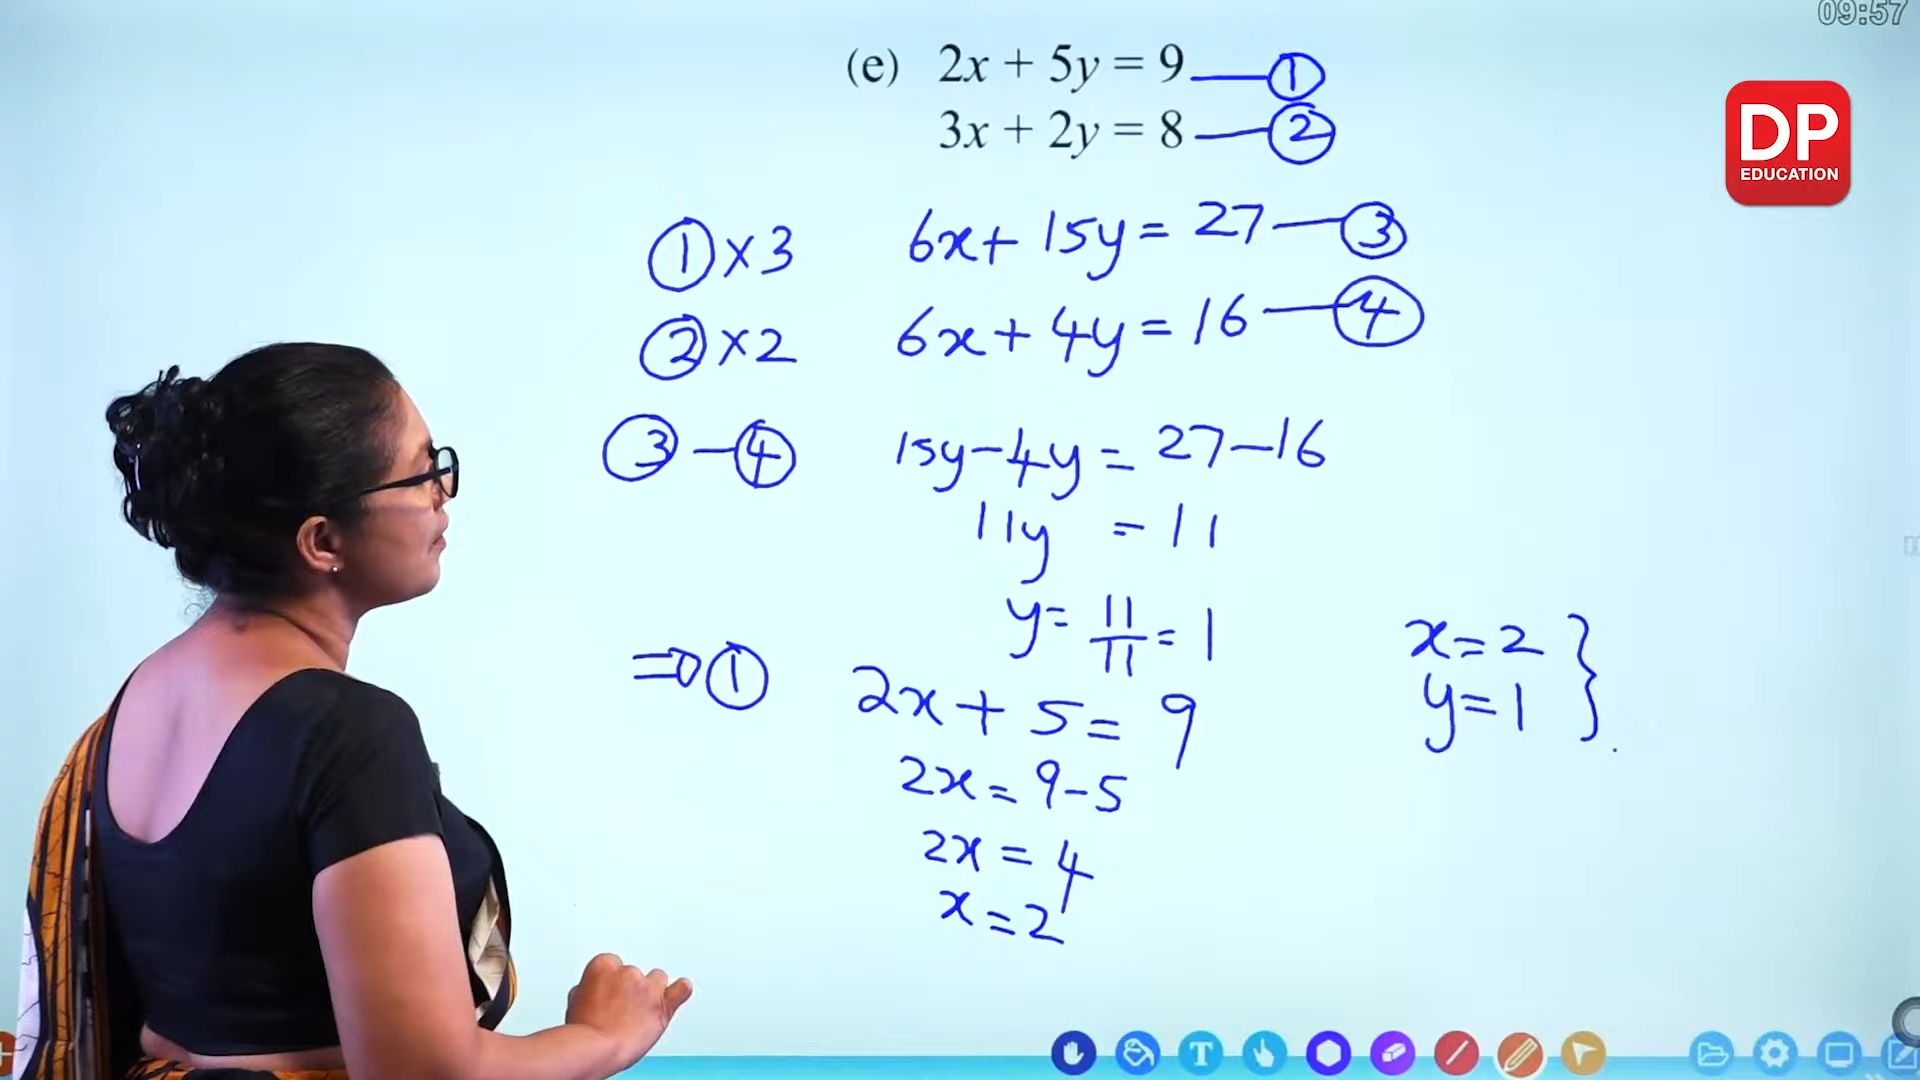 09:57
(e) 2x + 5y = 9 — ①
3x + 2y = 8 — ②
DP
EDUCATION
① × 3 6x + 15y = 27 — ③
② × 2 6x + 4y = 16 — ④
③ – ④ 15y – 4y = 27 – 16
11y = 11
y = 11/11 = 1
⇒ ① 2x + 5 = 9
2x = 9 – 5
2x = 4
x = 2
x = 2 }
y = 1 } .
T